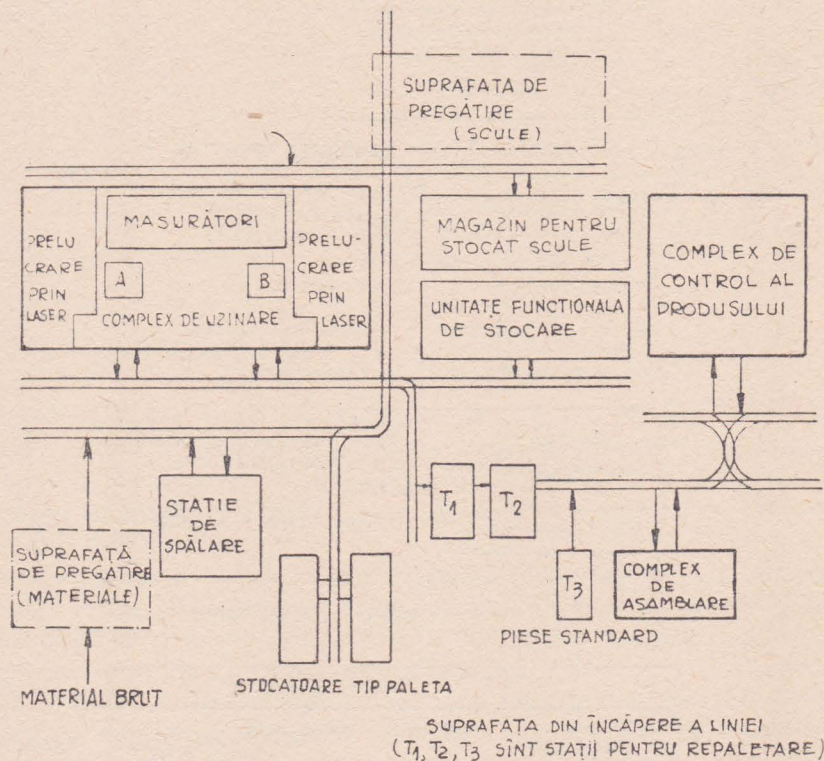 SUPRAFATA DE
PREGĂTIRE
(SCULE)
MASURĂTORI
PRELU
CRARE
PRIN
LASER
A
B
PRELU-
CRARE
PRIN
LASER
COMPLEX DE UZINARE
MAGAZIN PENTRU
STOCAT SCULE
UNITATE FUNCTIONALA
DE STOCARE
COMPLEX DE
CONTROL AL
PRODUSULUI
STATIE
DE
SPĂLARE
T1
T2
SUPRAFATĂ
DE PREGĂTIRE
(MATERIALE)
T3
COMPLEX
DE
ASAMBLARE
PIESE STANDARD
MATERIAL BRUT
STOCATOARE TIP PALETA
SUPRAFAȚA DIN ÎNCĂPERE A LINIEI
(T1, T2, T3 SÎNT STAȚII PENTRU REPALETARE)